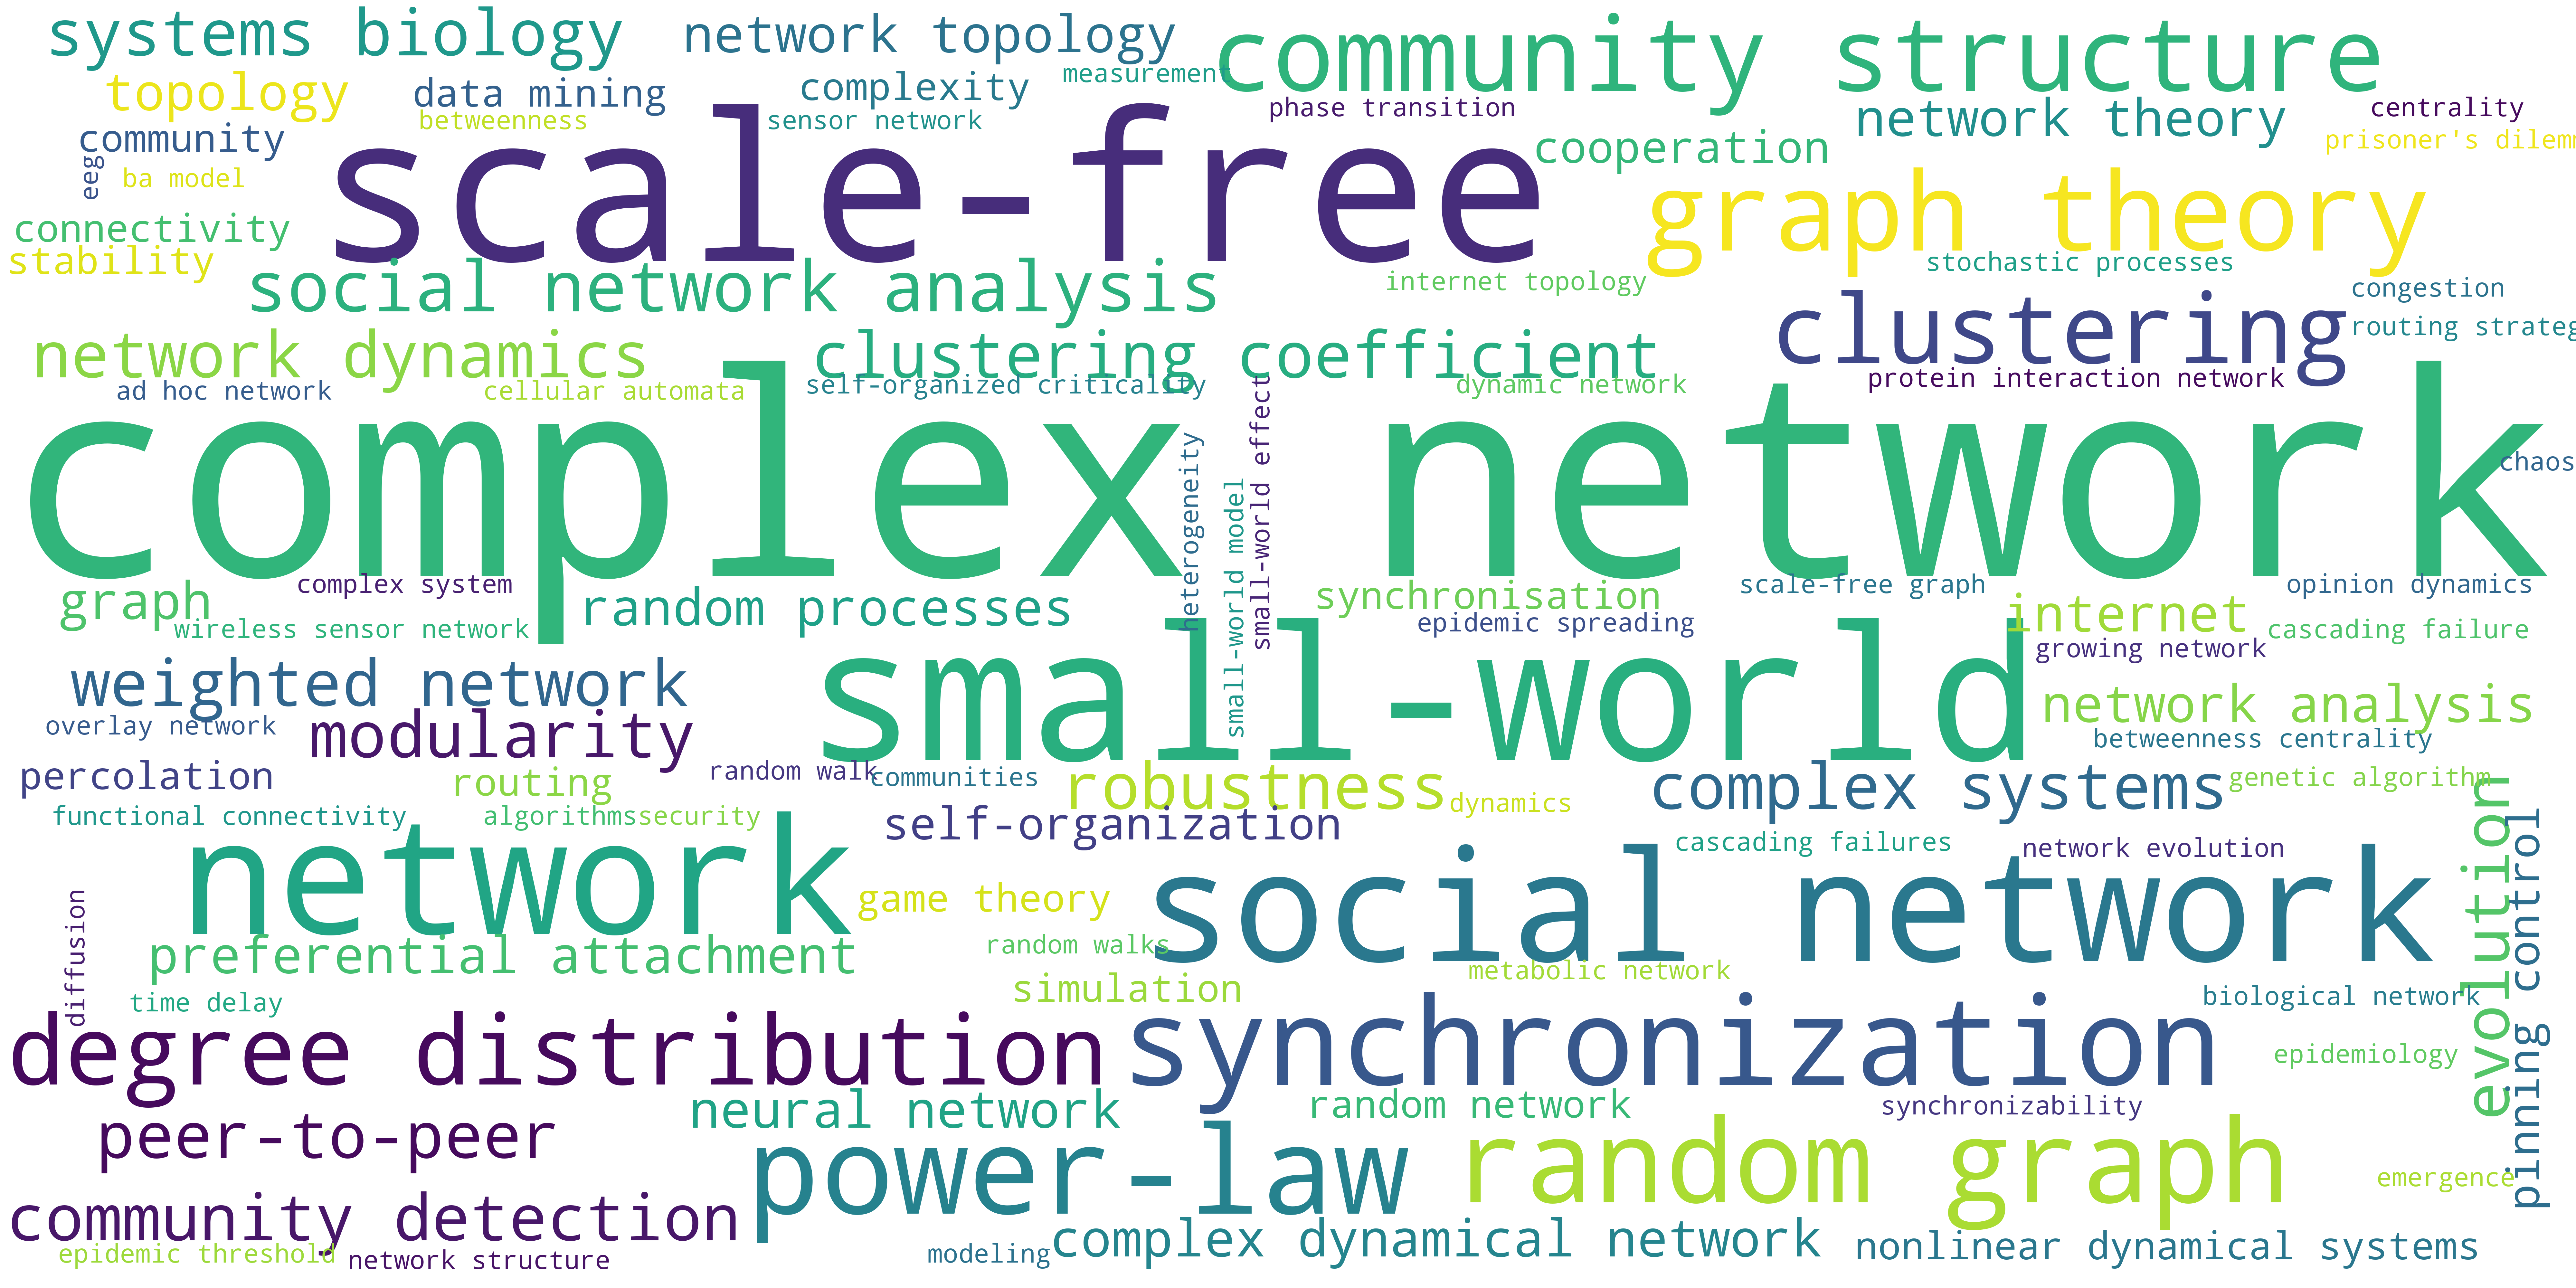 systems biology
network topology
community structure
topology
data mining
complexity
measurement
betweenness
sensor network
phase transition
network theory
centrality
community
scale-free
cooperation
prisoner's dilemm
eeg
ba model
graph theory
connectivity
stability
social network analysis
internet topology
stochastic processes
clustering
congestion
routing strateg
network dynamics
clustering coefficient
ad hoc network
cellular automata
self-organized criticality
dynamic network
protein interaction network
complex network
chaos
heterogeneity
small-world model
small-world effect
graph
complex system
random processes
synchronisation
scale-free graph
opinion dynamics
wireless sensor network
epidemic spreading
internet
cascading failure
growing network
weighted network
small-world
network analysis
overlay network
modularity
betweenness centrality
percolation
routing
random walk
communities
robustness
dynamics
complex systems
genetic algorithm
functional connectivity
algorithms
security
self-organization
cascading failures
network evolution
evolution
pinning control
network
game theory
social network
diffusion
preferential attachment
random walks
metabolic network
simulation
time delay
biological network
degree distribution
synchronization
epidemiology
peer-to-peer
neural network
random network
synchronizability
power-law
random graph
emergence
community detection
epidemic threshold
network structure
modeling
complex dynamical network
nonlinear dynamical systems